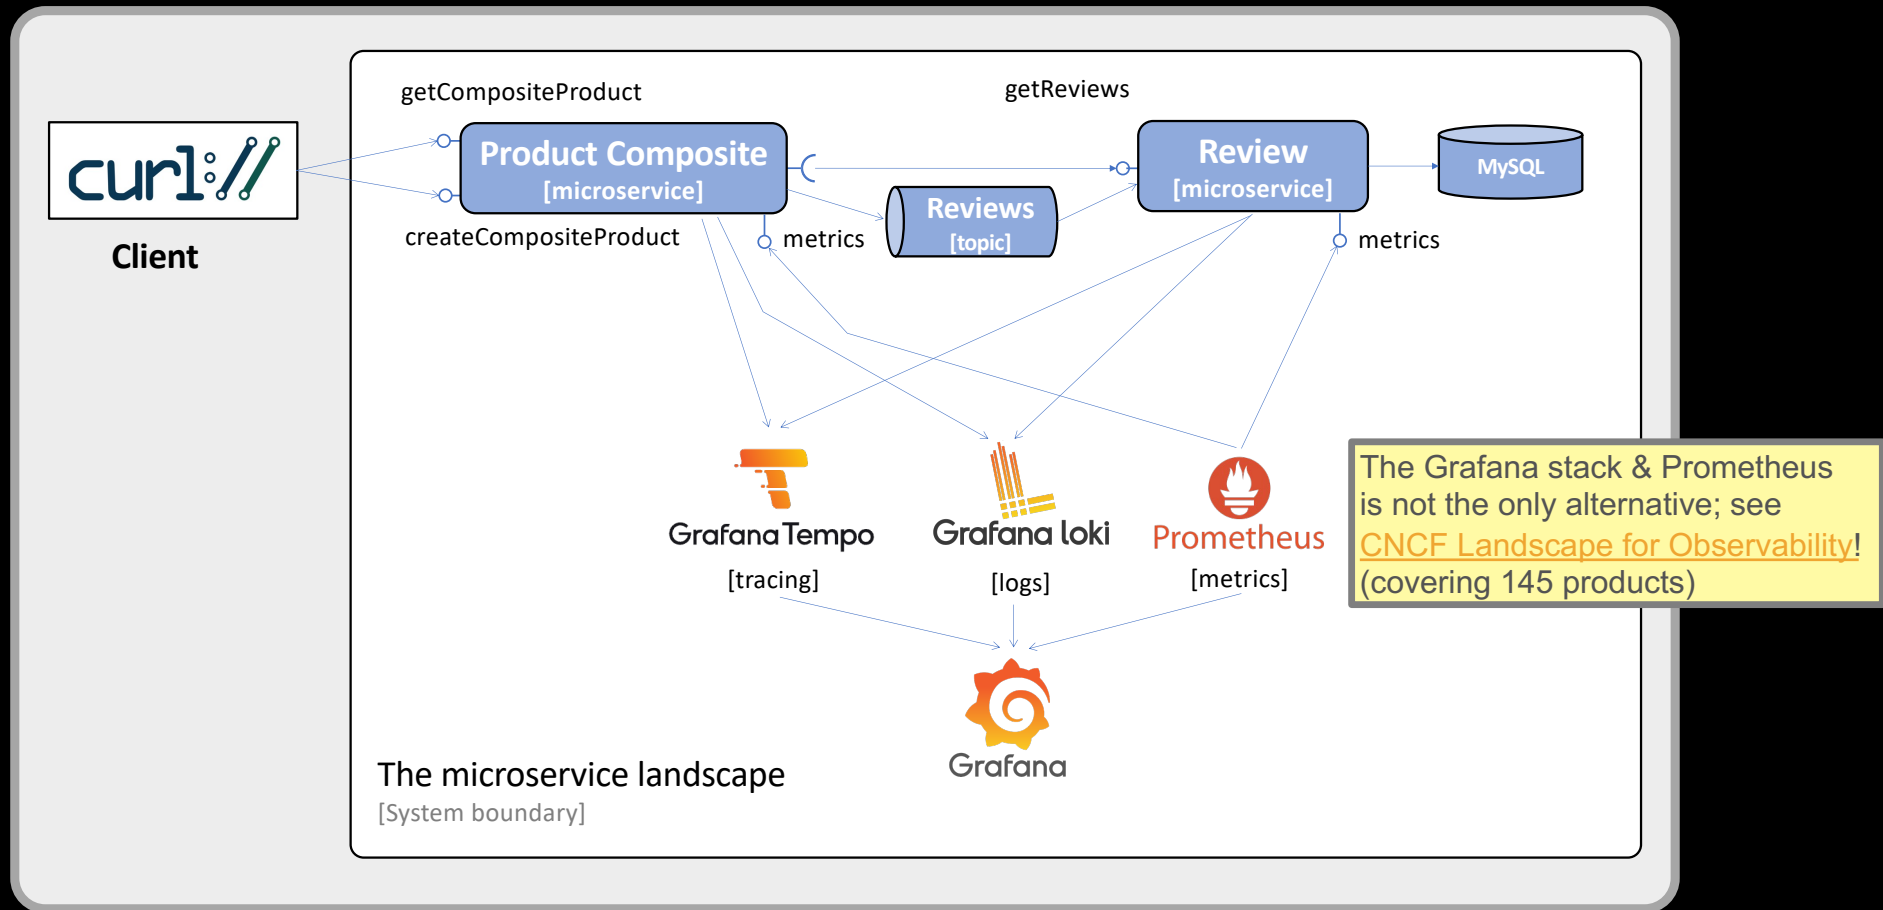 getCompositeProduct
getReviews
curl://
Client
Product Composite
[microservice]
createCompositeProduct
metrics
Reviews
[topic]
Review
[microservice]
metrics
MySQL
Grafana Tempo
[tracing]
Grafana loki
[logs]
Prometheus
[metrics]
The Grafana stack & Prometheus
is not the only alternative; see
CNCF Landscape for Observability!
(covering 145 products)
Grafana
The microservice landscape
[System boundary]